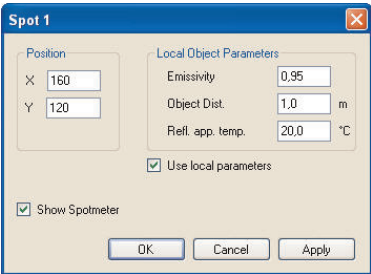 Spot 1
Position
X 160
Y 120
Local Object Parameters
Emissivity 0,95
Object Dist. 1,0 m
Refl. app. temp. 20,0 °C
Use local parameters
Show Spotmeter
OK Cancel Apply